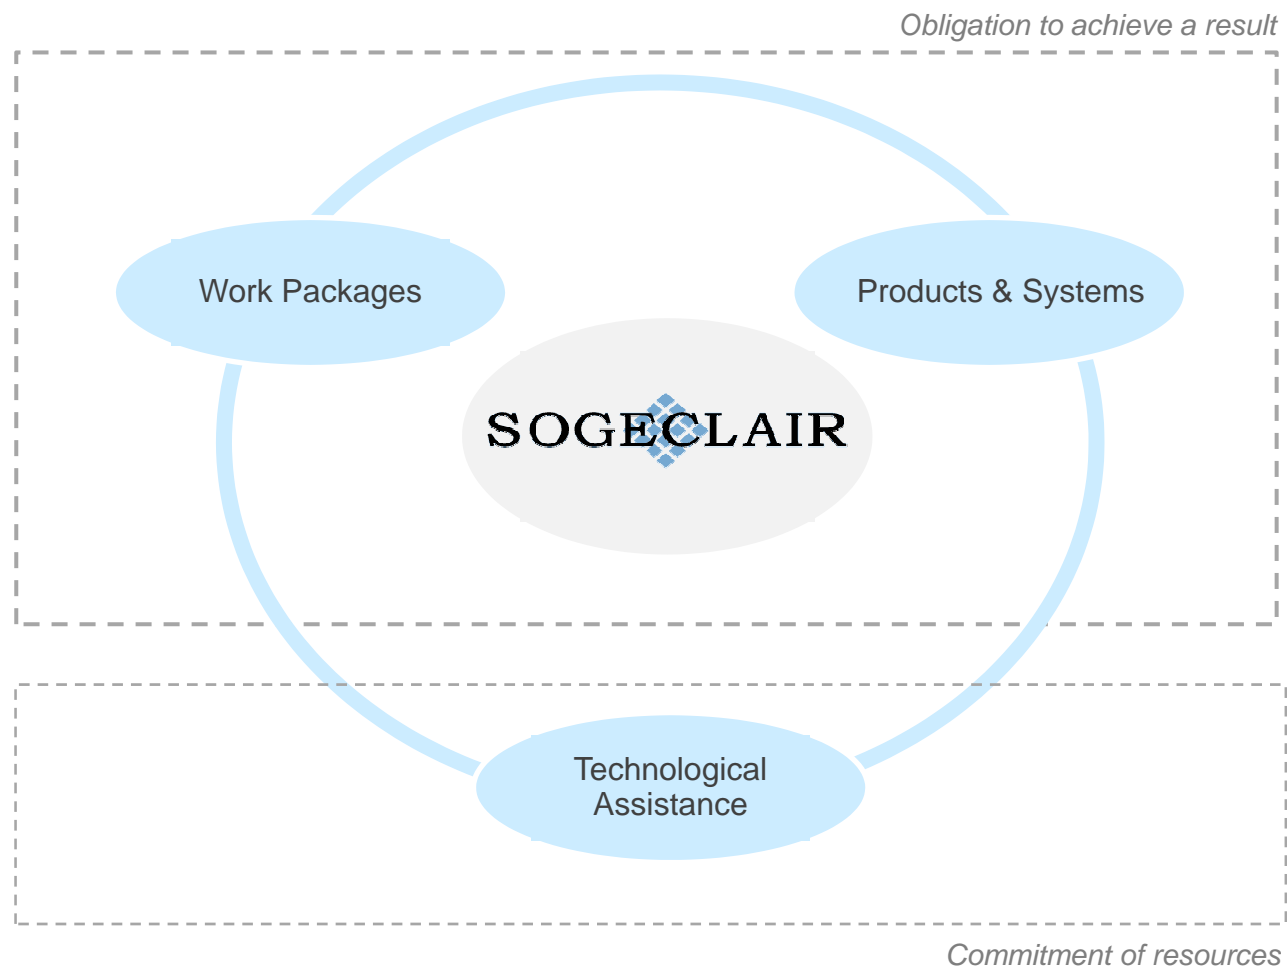 Obligation to achieve a result
Work Packages
Products & Systems
SOGECLAIR
Technological
Assistance
Commitment of resources